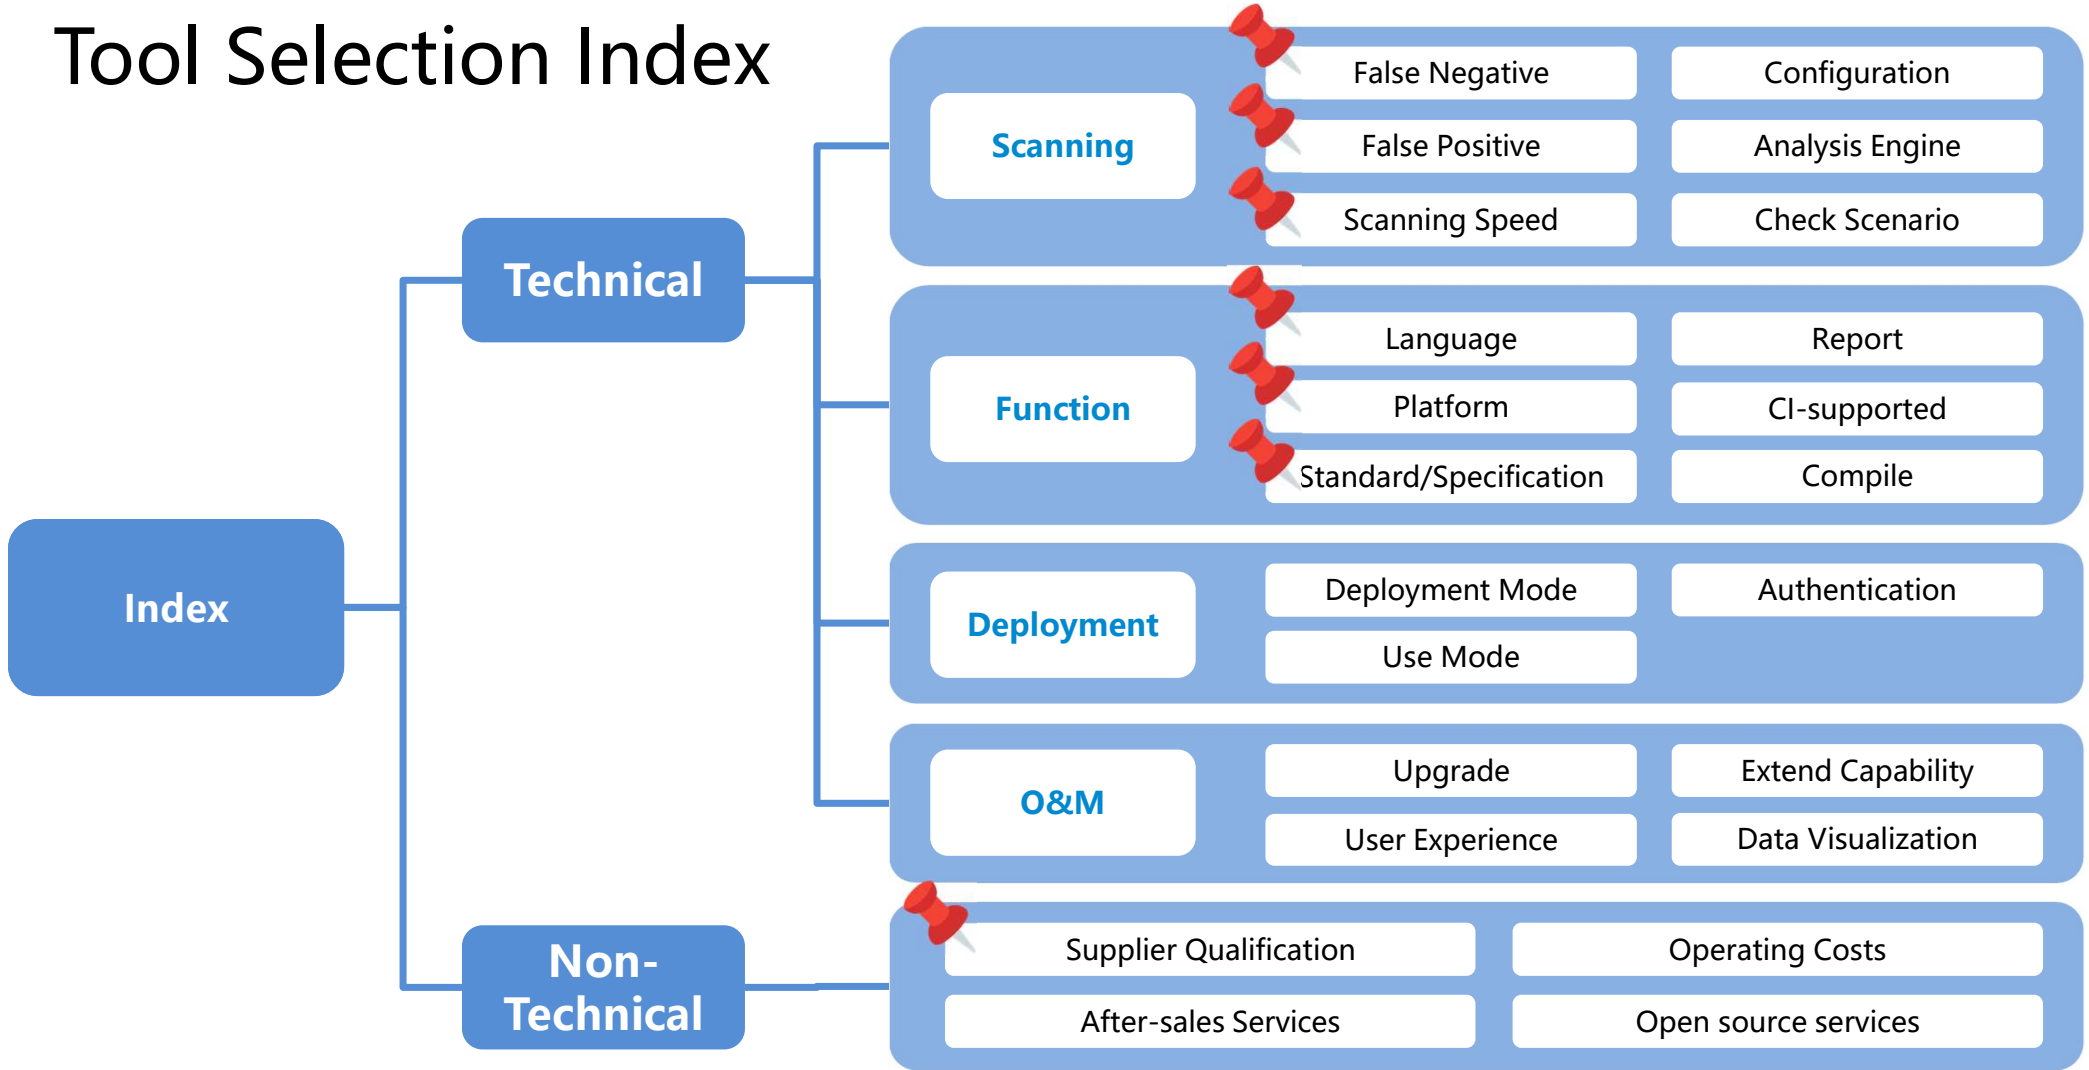 Tool Selection Index
Index
Technical
Non-
Technical
Scanning
False Negative
Configuration
False Positive
Analysis Engine
Scanning Speed
Check Scenario
Function
Language
Report
Platform
CI-supported
Standard/Specification
Compile
Deployment
Deployment Mode
Authentication
Use Mode
O&M
Upgrade
Extend Capability
User Experience
Data Visualization
Supplier Qualification
Operating Costs
After-sales Services
Open source services